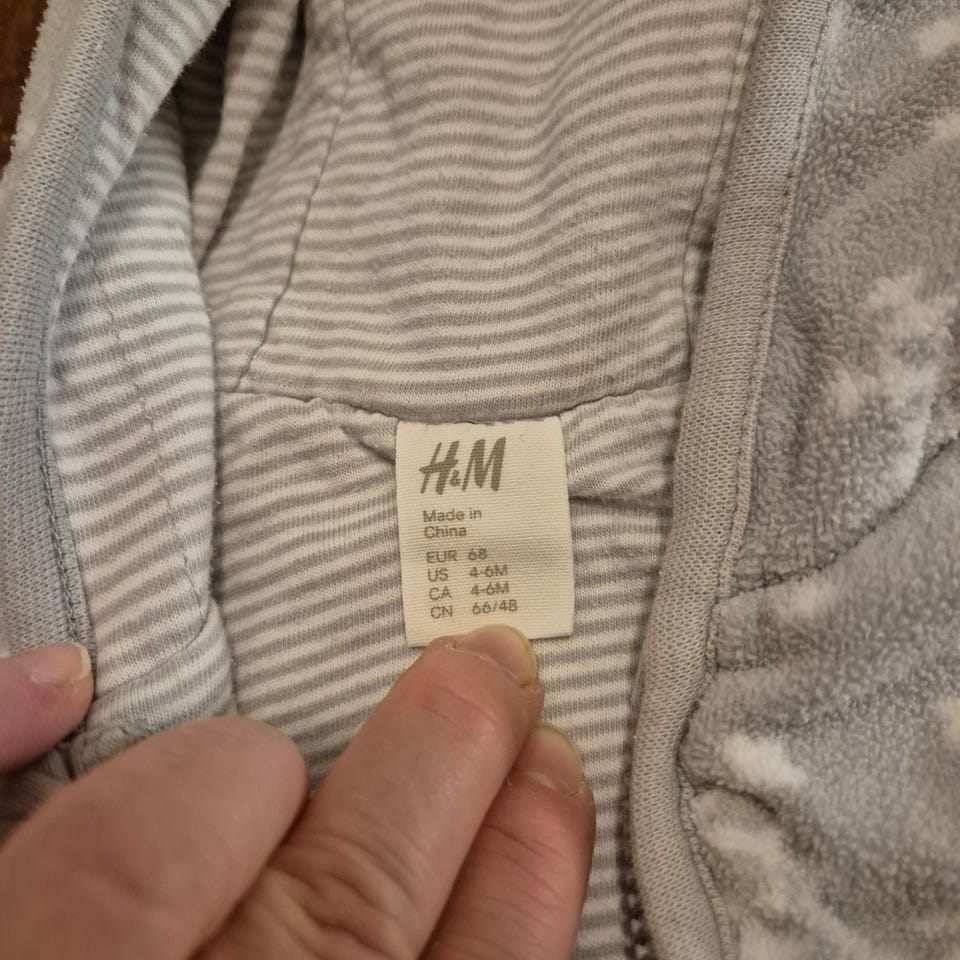 H&M
Made in
China
EUR 68
US 4-6M
CA 4-6M
CN 66/48